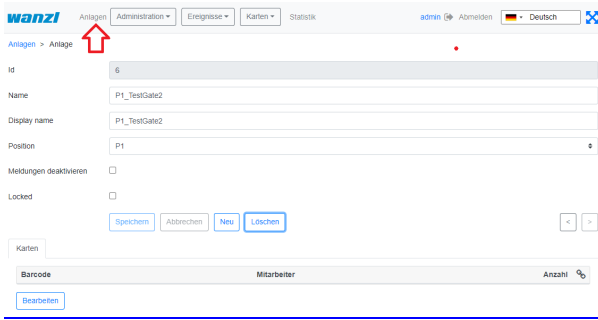 wanzl Anlagen Administration Ereignisse Karten Statistik admin Abmelden Deutsch
Anlagen > Anlage
Id 6
Name P1_TestGate2
Display name P1_TestGate2
Position P1
Meldungen deaktivieren
Locked
Speichern Abbrechen Neu Löschen < >
Karten
Barcode Mitarbeiter Anzahl
Bearbeiten